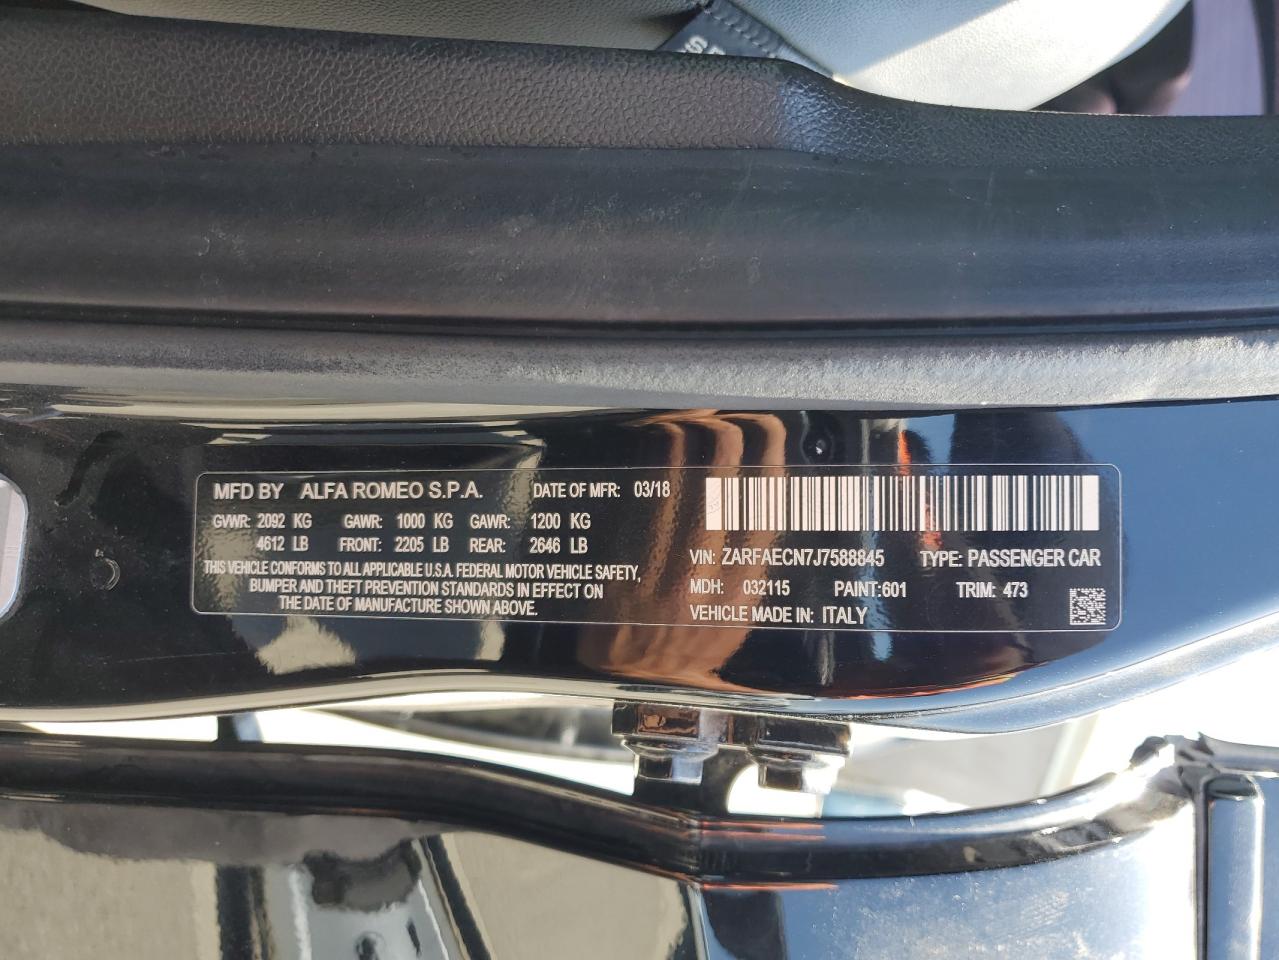 MFD BY ALFA ROMEO S.P.A. DATE OF MFR: 03/18
GVWR: 2092 KG GAWR: 1000 KG GAWR: 1200 KG
4612 LB FRONT: 2205 LB REAR: 2646 LB
THIS VEHICLE CONFORMS TO ALL APPLICABLE U.S.A. FEDERAL MOTOR VEHICLE SAFETY,
BUMPER AND THEFT PREVENTION STANDARDS IN EFFECT ON
THE DATE OF MANUFACTURE SHOWN ABOVE.
VIN: ZARFAECN7J7588845 TYPE: PASSENGER CAR
MDH: 032115 PAINT:601 TRIM: 473
VEHICLE MADE IN: ITALY